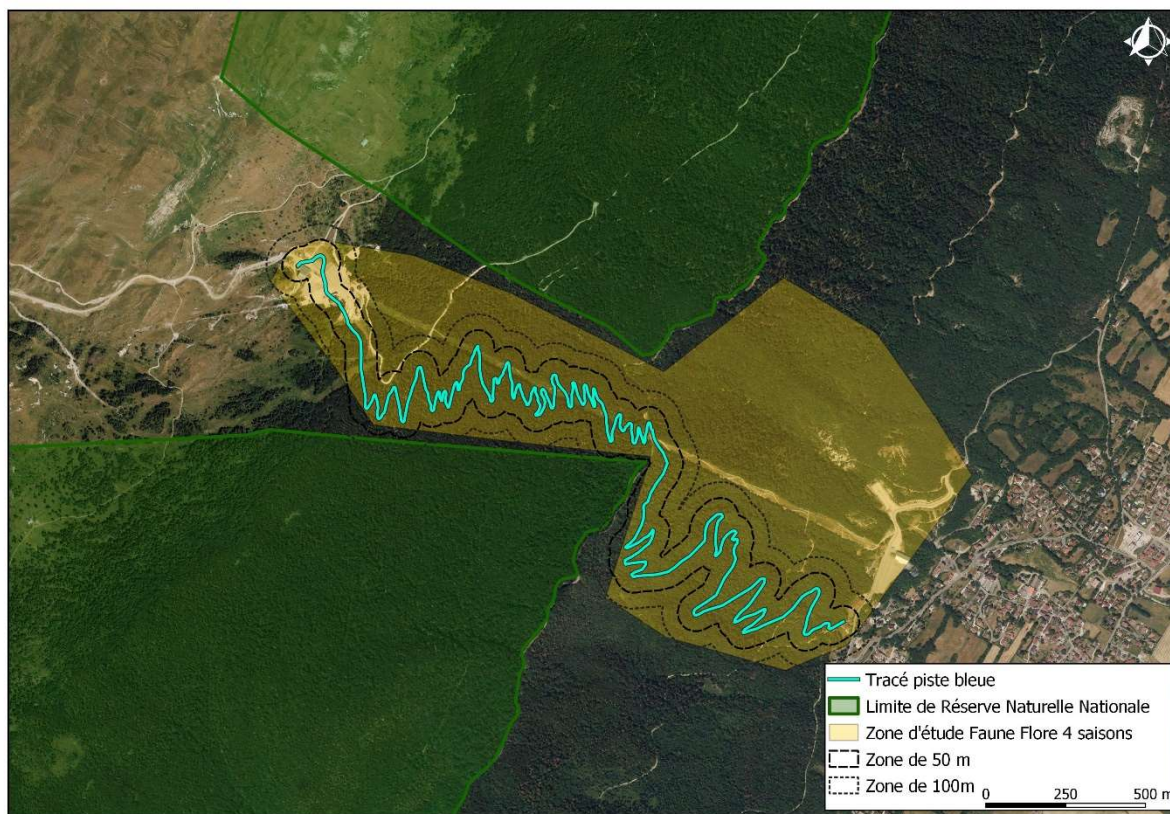 Tracé piste bleue
Limite de Réserve Naturelle Nationale
Zone d'étude Faune Flore 4 saisons
Zone de 50 m
Zone de 100m
0 250 500 m